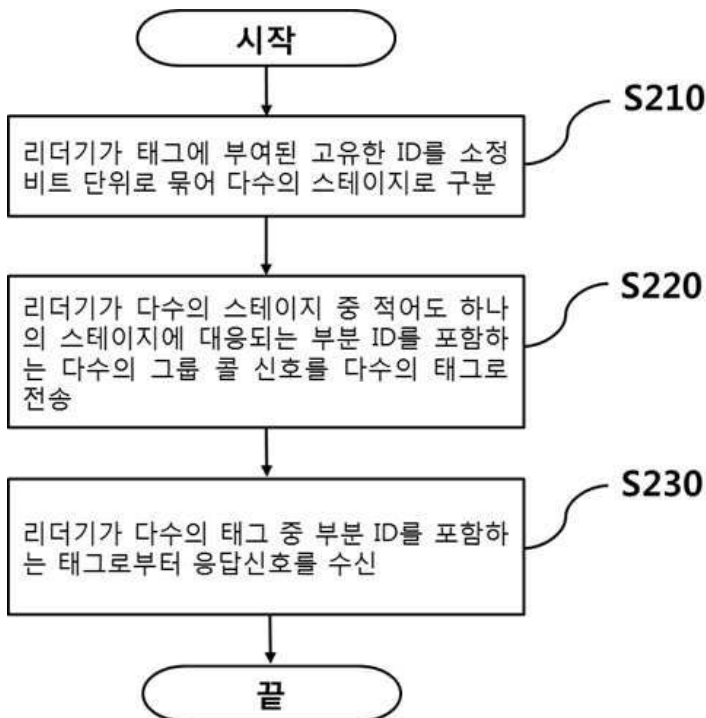 시작
S210
리더기가 태그에 부여된 고유한 ID를 소정
비트 단위로 묶어 다수의 스테이지로 구분
S220
리더기가 다수의 스테이지 중 적어도 하나
의 스테이지에 대응되는 부분 ID를 포함하
는 다수의 그룹 콜 신호를 다수의 태그로
전송
S230
리더기가 다수의 태그 중 부분 ID를 포함하
는 태그로부터 응답신호를 수신
끝